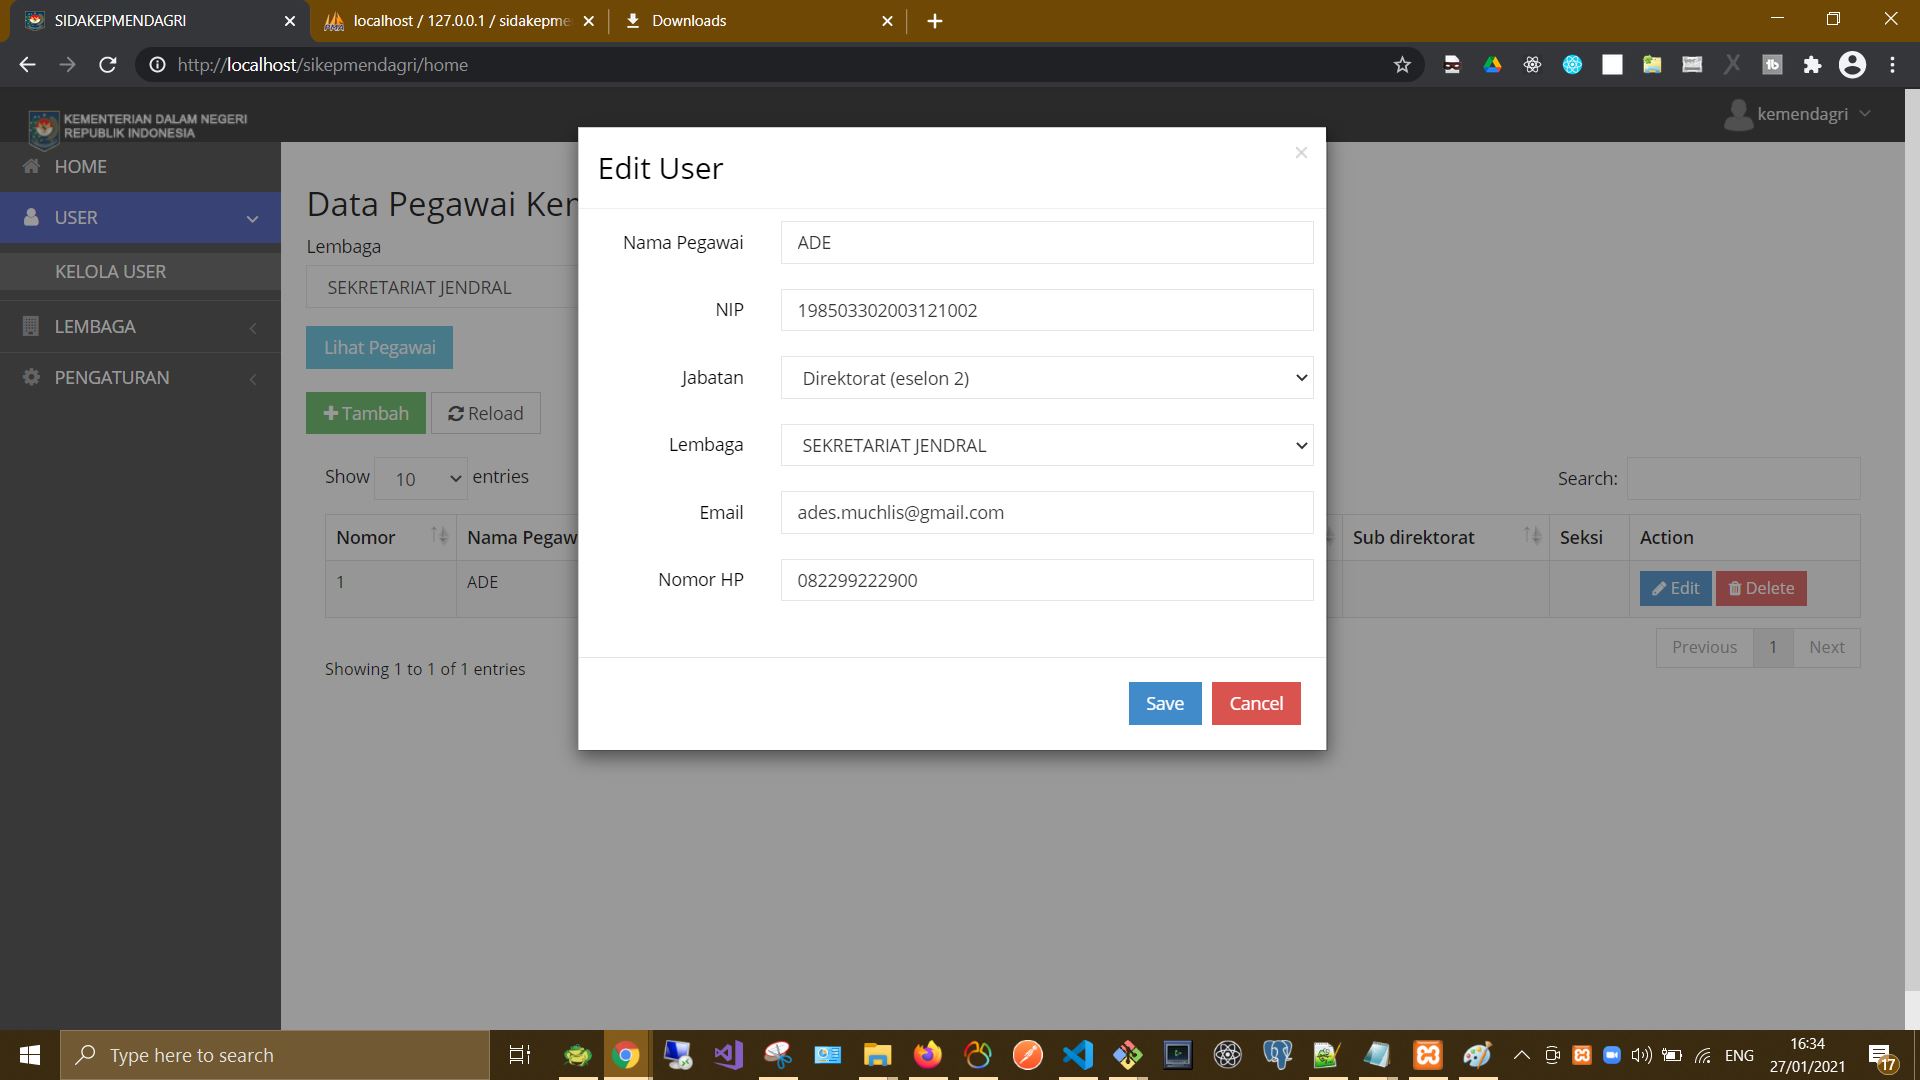 SIDAKEPMENDAGRI
localhost / 127.0.0.1 / sidakepme
Downloads
http://localhost/sikepmendagri/home
KEMENTERIAN DALAM NEGERI
REPUBLIK INDONESIA
kemendagri
HOME
USER
KELOLA USER
LEMBAGA
PENGATURAN
Data Pegawai Ken
Lembaga
SEKRETARIAT JENDRAL
Lihat Pegawai
Tambah
Reload
Show 10 entries
Search:
Nomor
Nama Pegaw
Sub direktorat
Seksi
Action
1
ADE
Edit
Delete
Showing 1 to 1 of 1 entries
Previous
1
Next
Edit User
×
Nama Pegawai
ADE
NIP
198503302003121002
Jabatan
Direktorat (eselon 2)
Lembaga
SEKRETARIAT JENDRAL
Email
ades.muchlis@gmail.com
Nomor HP
082299222900
Save
Cancel
Type here to search
ENG
16:34
27/01/2021
17